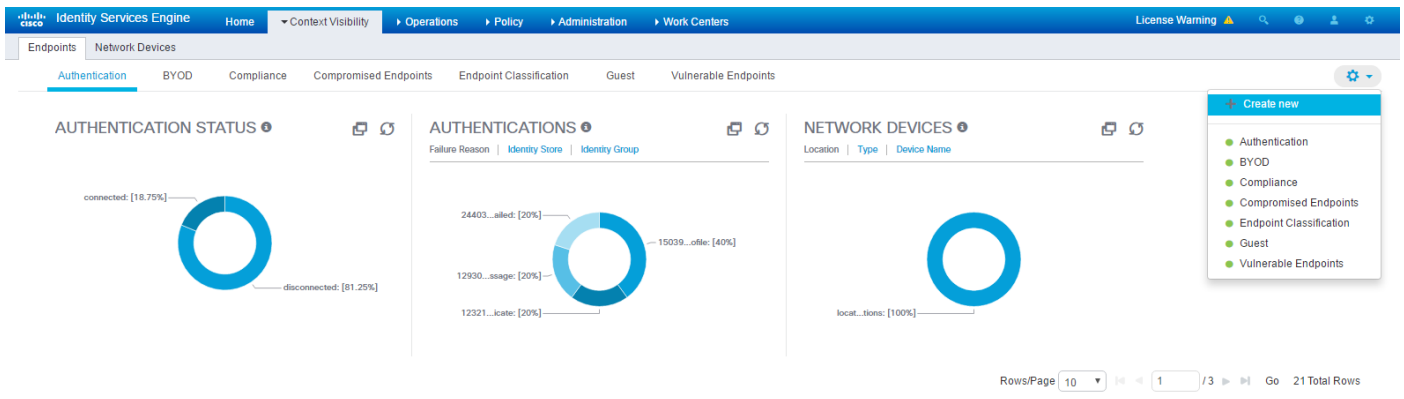 cisco Identity Services Engine Home Context Visibility Operations Policy Administration Work Centers License Warning
Endpoints Network Devices
Authentication BYOD Compliance Compromised Endpoints Endpoint Classification Guest Vulnerable Endpoints
Create new
Authentication
BYOD
Compliance
Compromised Endpoints
Endpoint Classification
Guest
Vulnerable Endpoints
AUTHENTICATION STATUS
connected: [18.75%]
disconnected: [81.25%]
AUTHENTICATIONS
Failure Reason | Identity Store | Identity Group
24403...ailed: [20%]
15039...ofile: [40%]
12930...ssage: [20%]
12321...icate: [20%]
NETWORK DEVICES
Location | Type | Device Name
locat...tions: [100%]
Rows/Page 10 1 / 3 Go 21 Total Rows